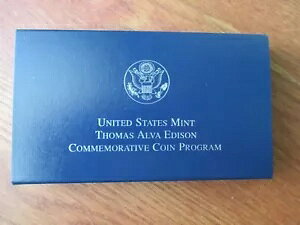 UNITED STATES MINT
THOMAS ALVA EDISON
COMMEMORATIVE COIN PROGRAM